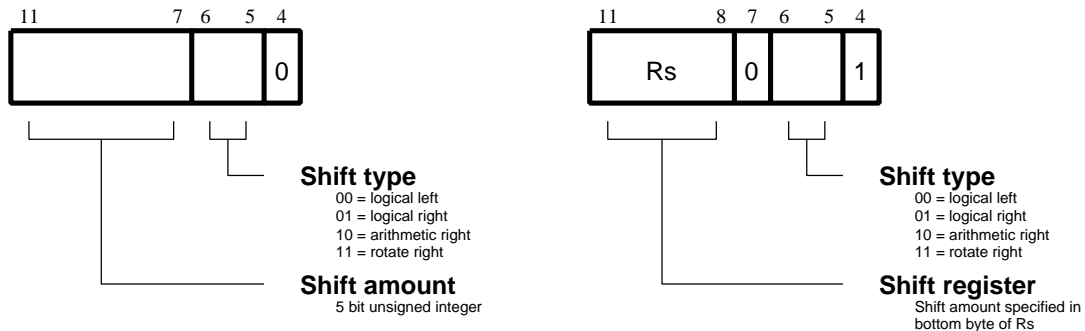 11 7 6 5 4
0
Shift type
00 = logical left
01 = logical right
10 = arithmetic right
11 = rotate right
Shift amount
5 bit unsigned integer
11 8 7 6 5 4
Rs 0 1
Shift type
00 = logical left
01 = logical right
10 = arithmetic right
11 = rotate right
Shift register
Shift amount specified in
bottom byte of Rs